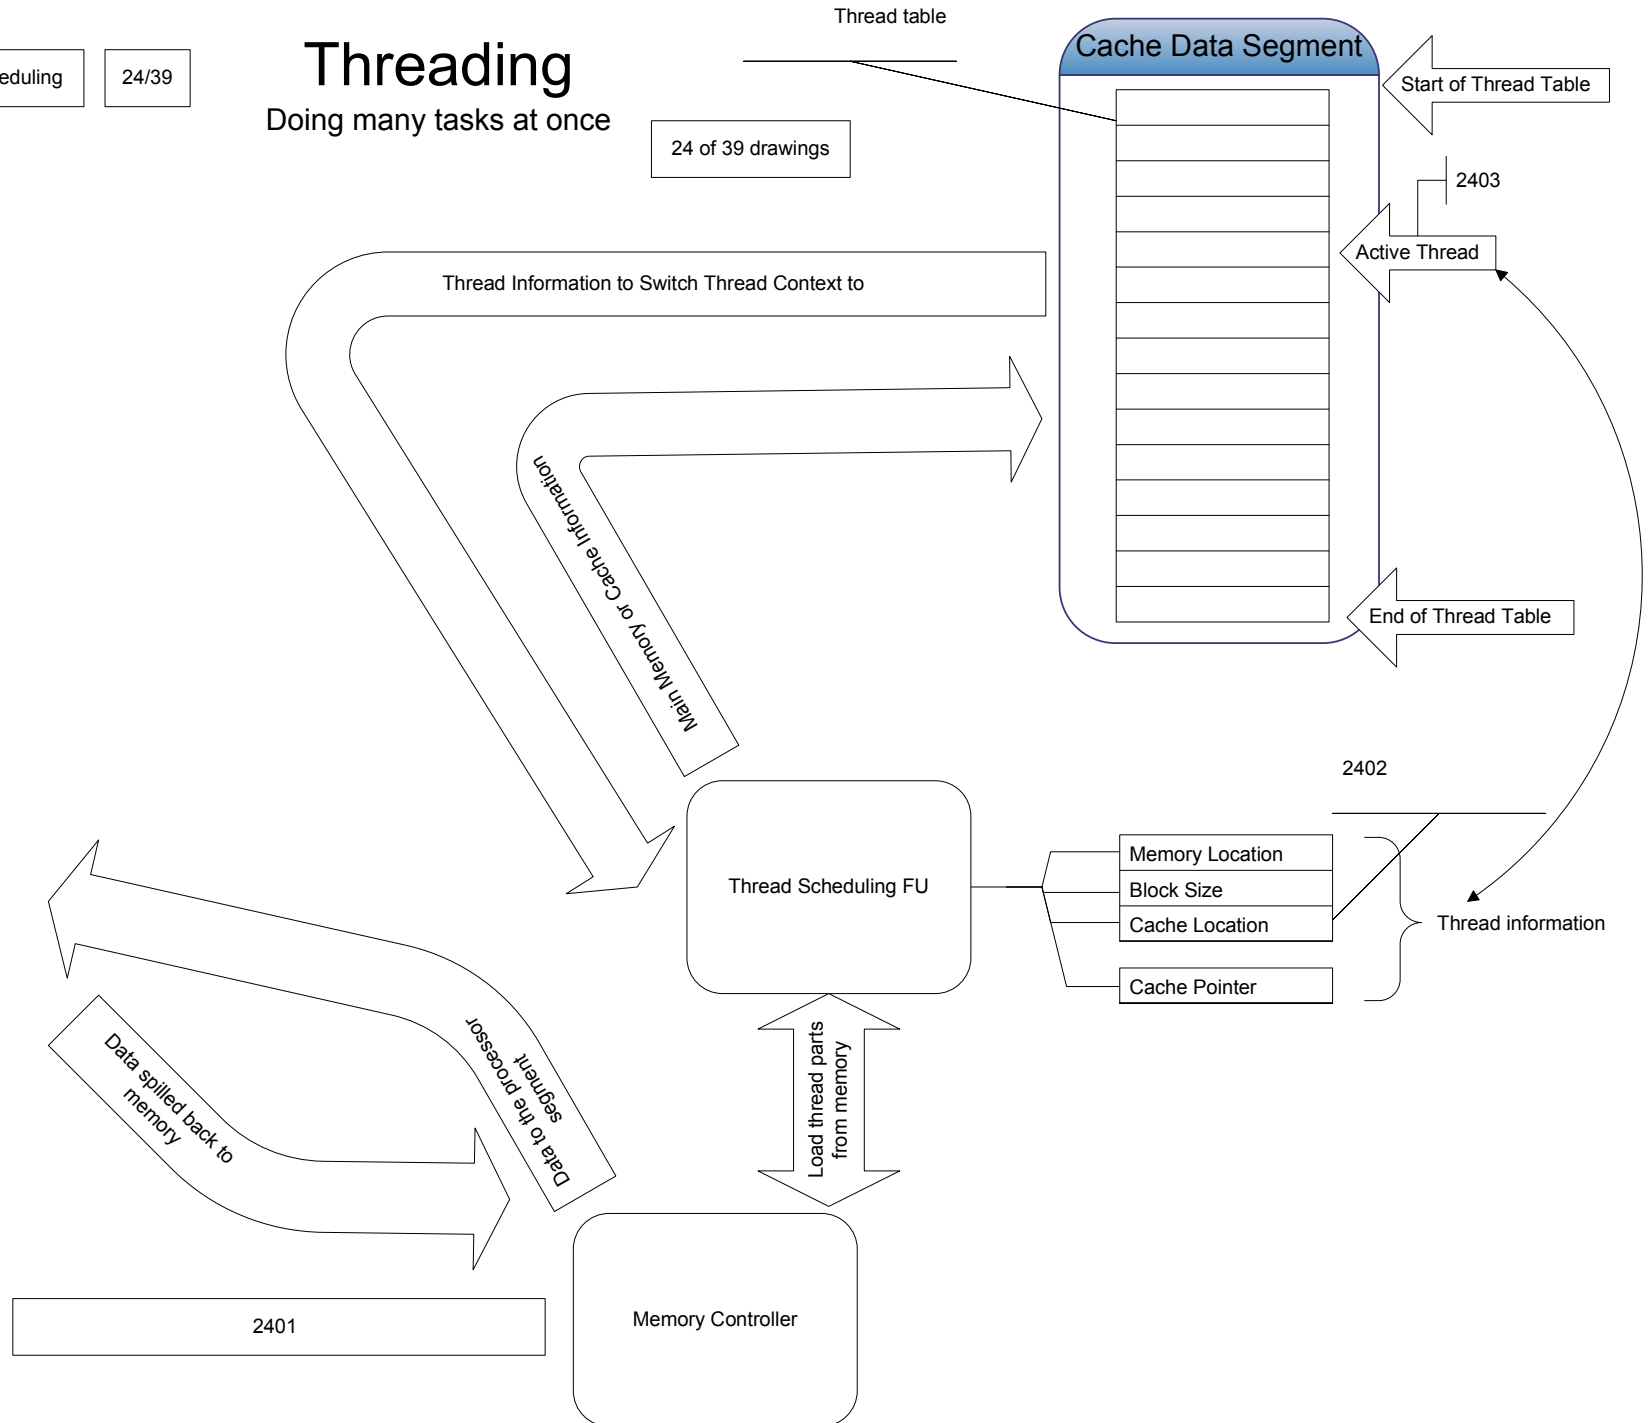 Thread table
Cache Data Segment
eduling
24/39
Threading
Doing many tasks at once
Start of Thread Table
24 of 39 drawings
2403
Active Thread
Thread Information to Switch Thread Context to
Main Memory or Cache Information
End of Thread Table
2402
Memory Location
Block Size
Cache Location
Cache Pointer
Thread information
Thread Scheduling FU
Data to the processor
segment
Data spilled back to
memory
Load thread parts
from memory
2401
Memory Controller